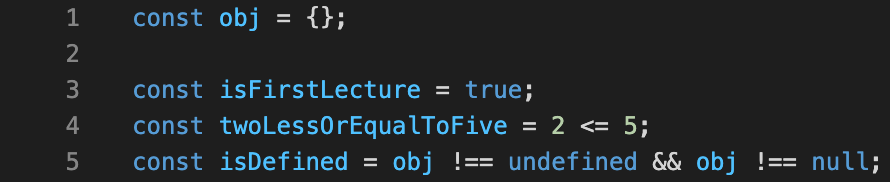 1 const obj = {};
2
3 const isFirstLecture = true;
4 const twoLessOrEqualToFive = 2 <= 5;
5 const isDefined = obj !== undefined && obj !== null;